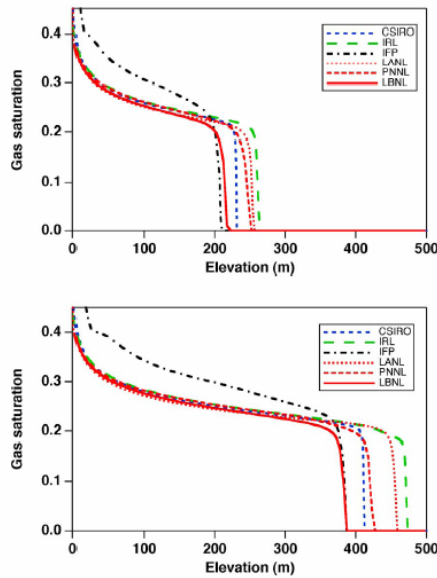 Gas saturation
0.4
0.3
0.2
0.1
0.0
CSIRO
IRL
IFP
LANL
PNNL
LBNL
0 100 200 300 400 500
Elevation (m)
Gas saturation
0.4
0.3
0.2
0.1
0.0
CSIRO
IRL
IFP
LANL
PNNL
LBNL
0 100 200 300 400 500
Elevation (m)